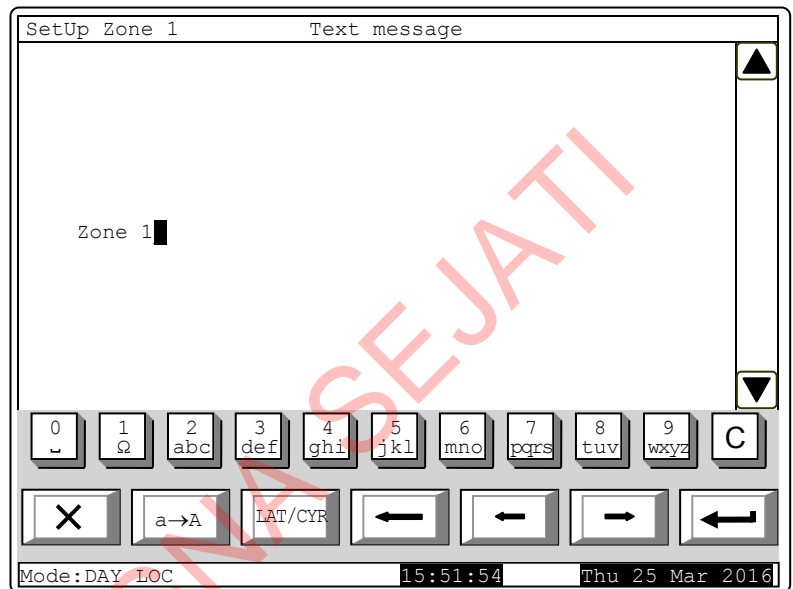 SetUp Zone 1 Text message
Zone 1
0 1 2 3 4 5 6 7 8 9 C
␣ Ω abc def ghi jkl mno pqrs tuv wxyz
a→A LAT/CYR
Mode:DAY LOC 15:51:54 Thu 25 Mar 2016
ONA SEJATI